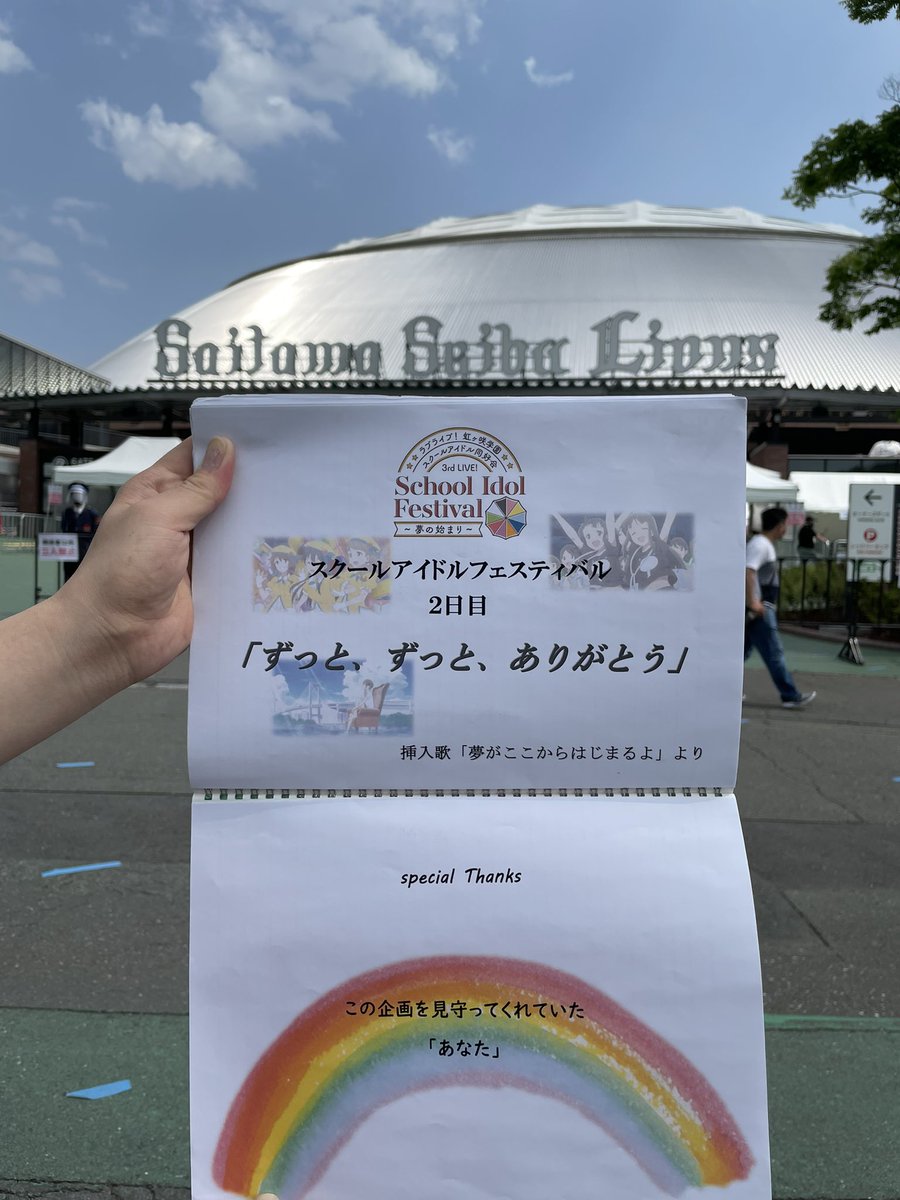 Saitama Seibu Lions
ラブライブ！虹ヶ咲学園
スクールアイドル同好会
3rd LIVE!
School Idol
Festival
～夢の始まり～
スクールアイドルフェスティバル
2日目
「ずっと、ずっと、ありがとう」
挿入歌「夢がここからはじまるよ」より
special Thanks
この企画を見守ってくれていた
「あなた」